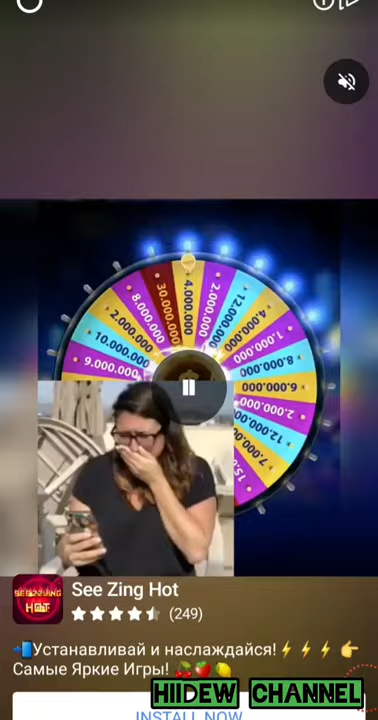 30.000.000
4.000.000
2.000.000
12.000.000
4.000.000
1.000.000
8.000.000
6.000.000
2.000.000
12.000.000
7.000.000
8.000.000
2.000.000
10.000.000
6.000.000
HOT
See Zing Hot
(249)
📲Устанавливай и наслаждайся!⚡⚡⚡👉
Самые Яркие Игры!🍒🍎🍋
HIIDEW CHANNEL
INSTALL NOW